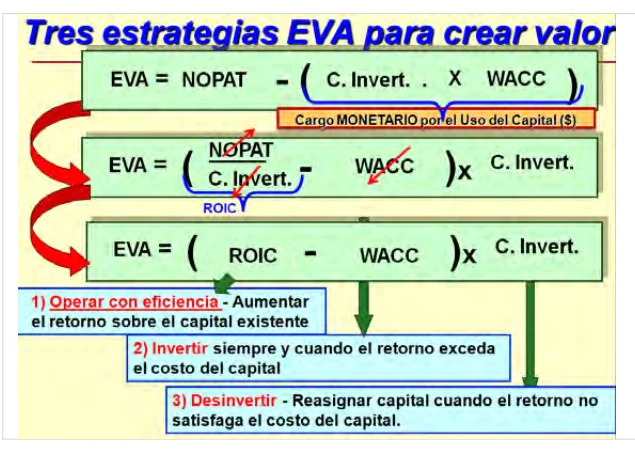 Tres estrategias EVA para crear valor
EVA = NOPAT - ( C. Invert. . X WACC )
Cargo MONETARIO por el Uso del Capital ($)
EVA = ( NOPAT - WACC )x C. Invert.
C. Invert.
ROIC
EVA = ( ROIC - WACC )x C. Invert.
1) Operar con eficiencia - Aumentar
el retorno sobre el capital existente
2) Invertir siempre y cuando el retorno exceda
el costo del capital
3) Desinvertir - Reasignar capital cuando el retorno no
satisfaga el costo del capital.